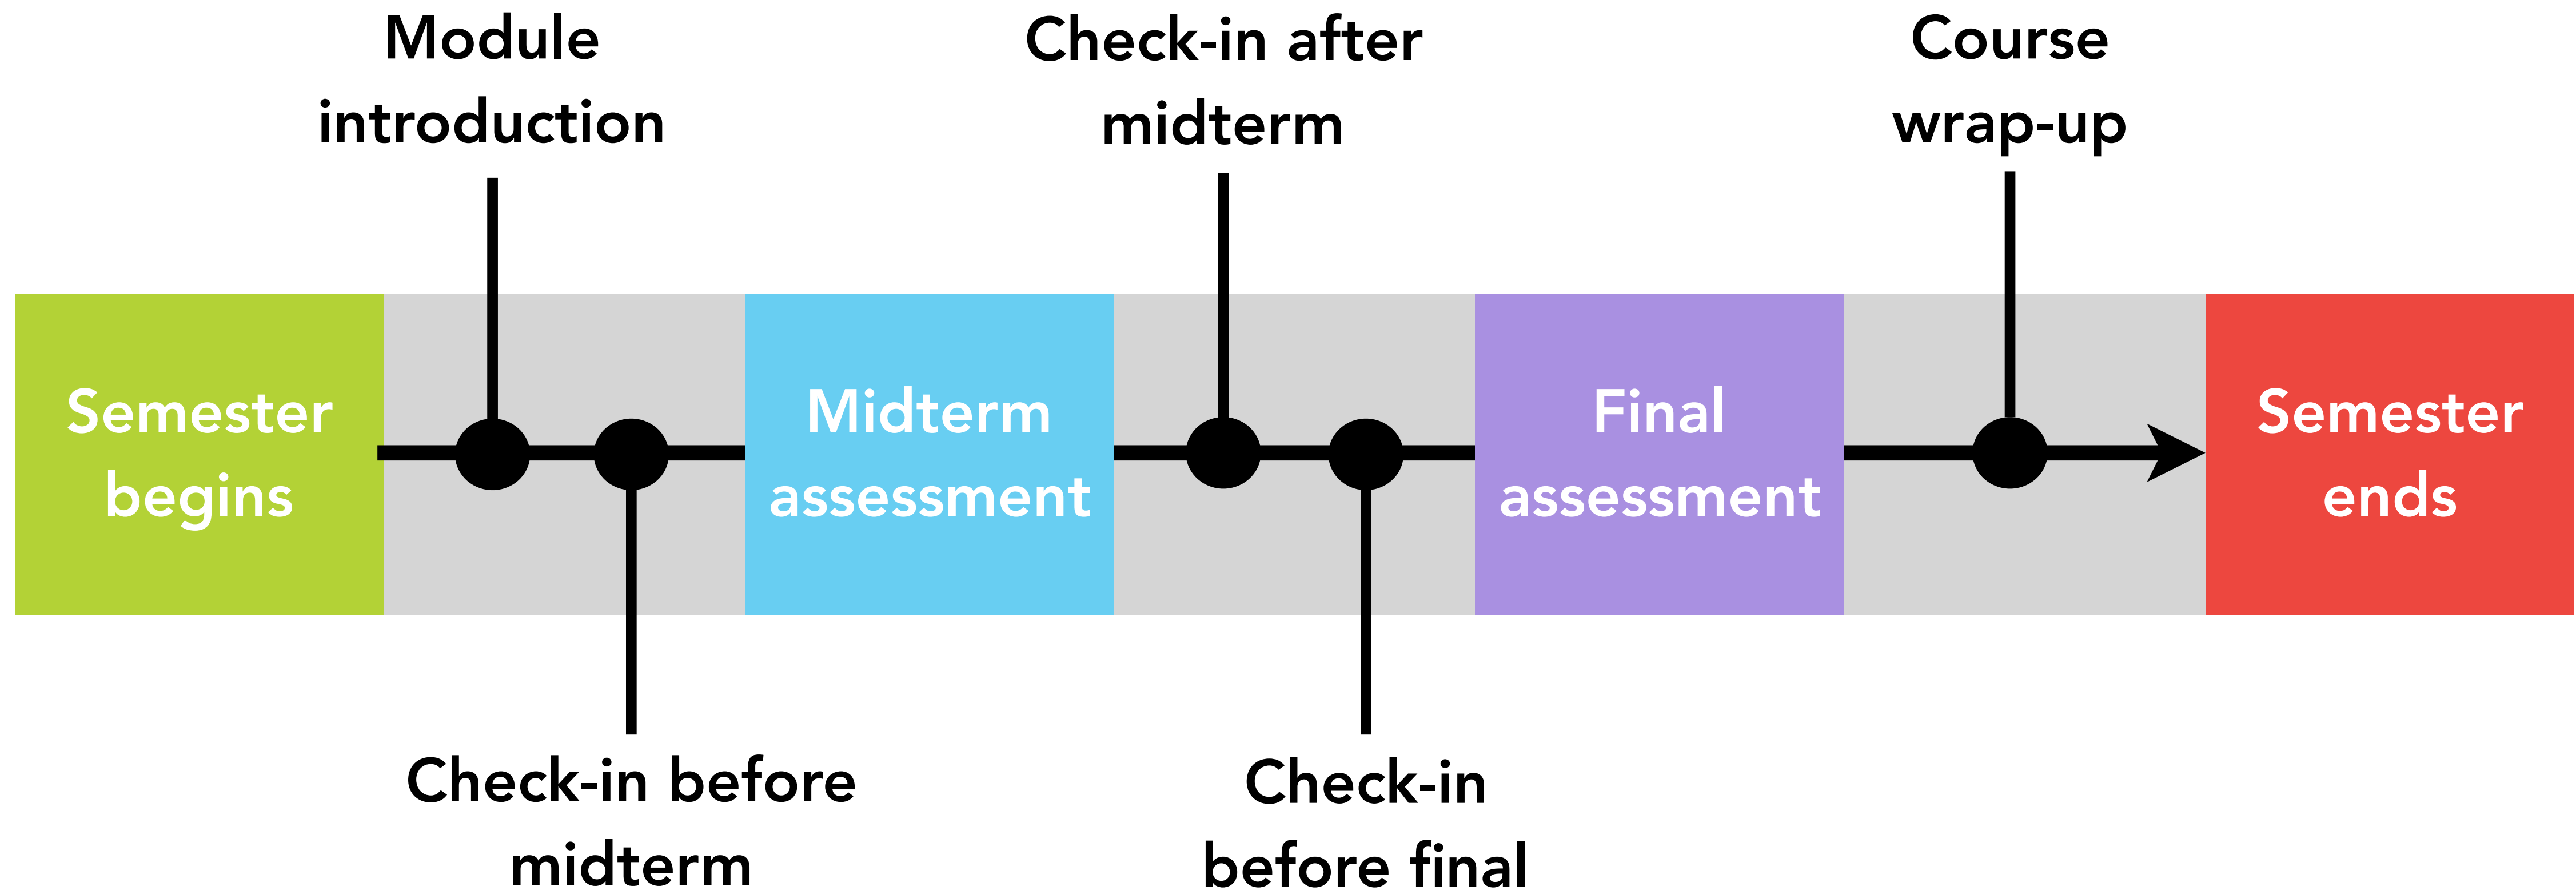 Module
introduction
Check-in after
midterm
Course
wrap-up
Semester
begins
Midterm
assessment
Final
assessment
Semester
ends
Check-in before
midterm
Check-in
before final